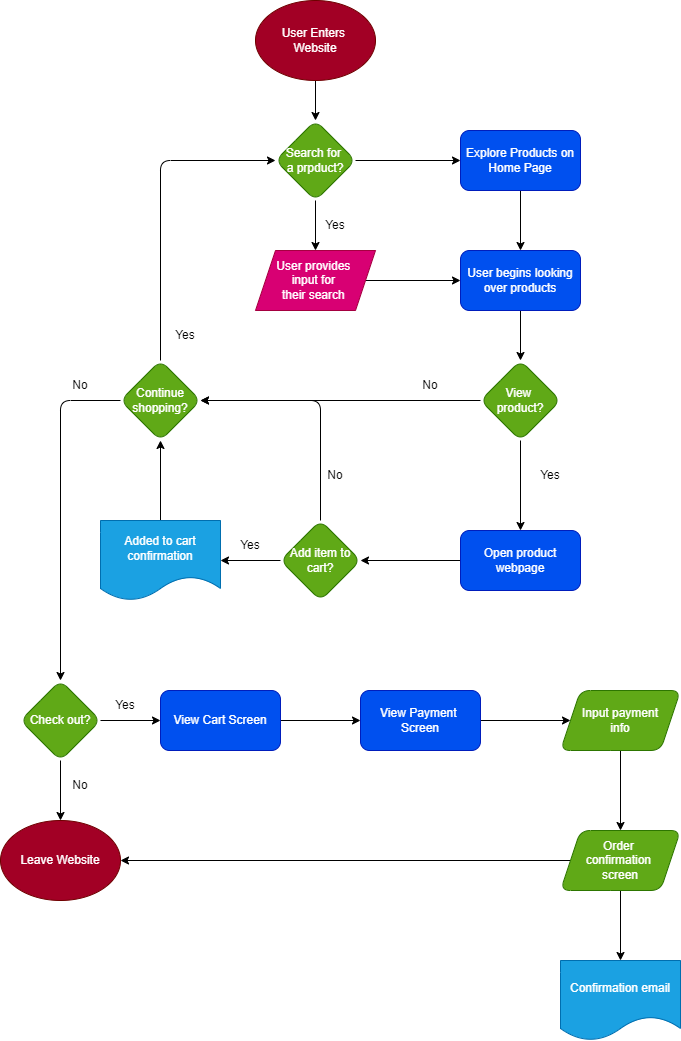 User Enters
Website
Search for
a prpduct?
Explore Products on
Home Page
Yes
User provides
input for
their search
User begins looking
over products
Yes
No
Continue
shopping?
No
View
product?
No
Yes
Added to cart
confirmation
Yes
Add item to
cart?
Open product
webpage
Check out?
Yes
View Cart Screen
View Payment
Screen
Input payment
info
No
Leave Website
Order
confirmation
screen
Confirmation email